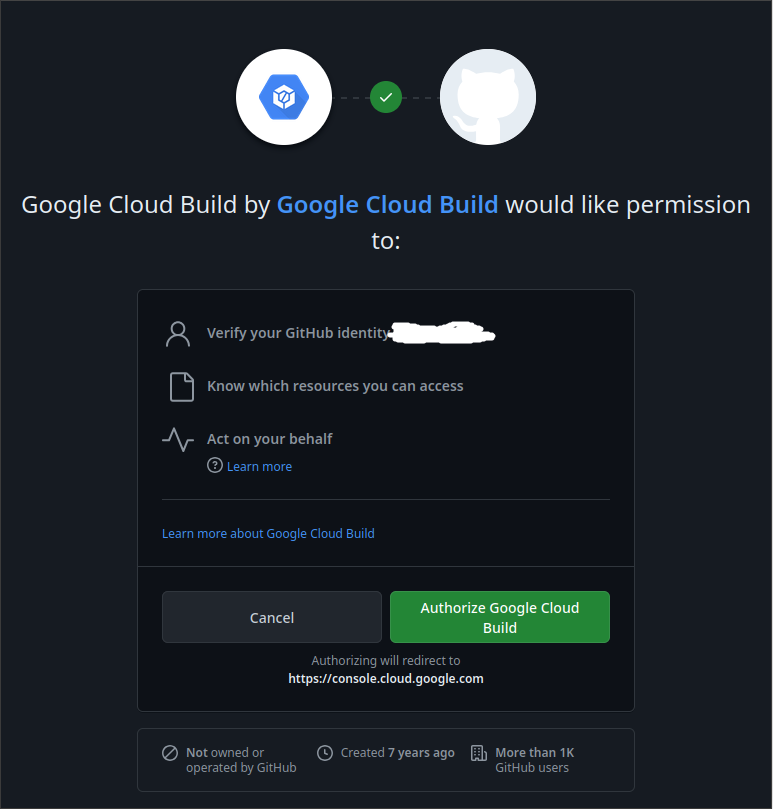 Google Cloud Build by Google Cloud Build would like permission
to:
Verify your GitHub identity
Know which resources you can access
Act on your behalf
Learn more
Learn more about Google Cloud Build
Cancel
Authorize Google Cloud
Build
Authorizing will redirect to
https://console.cloud.google.com
Not owned or
operated by GitHub
Created 7 years ago
More than 1K
GitHub users